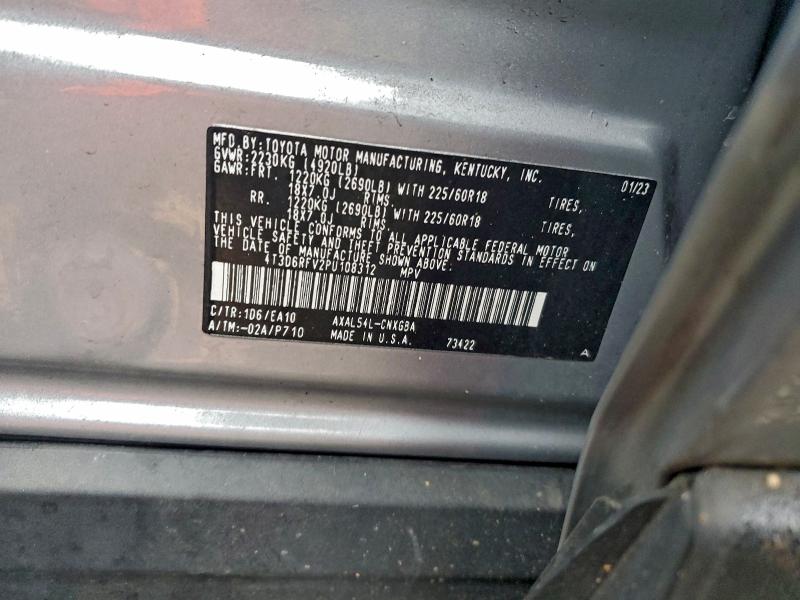 MFD.BY:TOYOTA MOTOR MANUFACTURING, KENTUCKY, INC. 01/23
GVWR:2230KG (4920LB)
GAWR:FRT. 1220KG (2690LB) WITH 225/60R18 TIRES,
18X7.0J RIMS,
RR. 1220KG (2690LB) WITH 225/60R18 TIRES,
18X7.0J RIMS.
THIS VEHICLE CONFORMS TO ALL APPLICABLE FEDERAL MOTOR
VEHICLE SAFETY AND THEFT PREVENTION STANDARDS IN EFFECT ON
THE DATE OF MANUFACTURE SHOWN ABOVE.
4T3D6RFV2PU108312 MPV
C/TR:1D6/EA10 AXAL54L-CNXGBA
A/TM:-02A/P710 MADE IN U.S.A. 73422 A